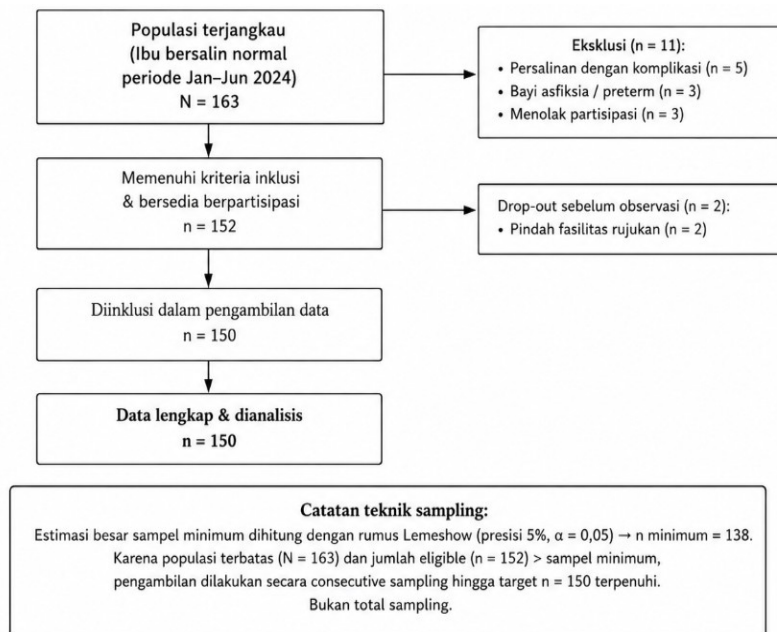 Populasi terjangkau
(Ibu bersalin normal
periode Jan–Jun 2024)
N = 163
Eksklusi (n = 11):
• Persalinan dengan komplikasi (n = 5)
• Bayi asfiksia / preterm (n = 3)
• Menolak partisipasi (n = 3)
Memenuhi kriteria inklusi
& bersedia berpartisipasi
n = 152
Drop-out sebelum observasi (n = 2):
• Pindah fasilitas rujukan (n = 2)
Diinklusi dalam pengambilan data
n = 150
Data lengkap & dianalisis
n = 150
Catatan teknik sampling:
Estimasi besar sampel minimum dihitung dengan rumus Lemeshow (presisi 5%, α = 0,05) → n minimum = 138.
Karena populasi terbatas (N = 163) dan jumlah eligible (n = 152) > sampel minimum,
pengambilan dilakukan secara consecutive sampling hingga target n = 150 terpenuhi.
Bukan total sampling.